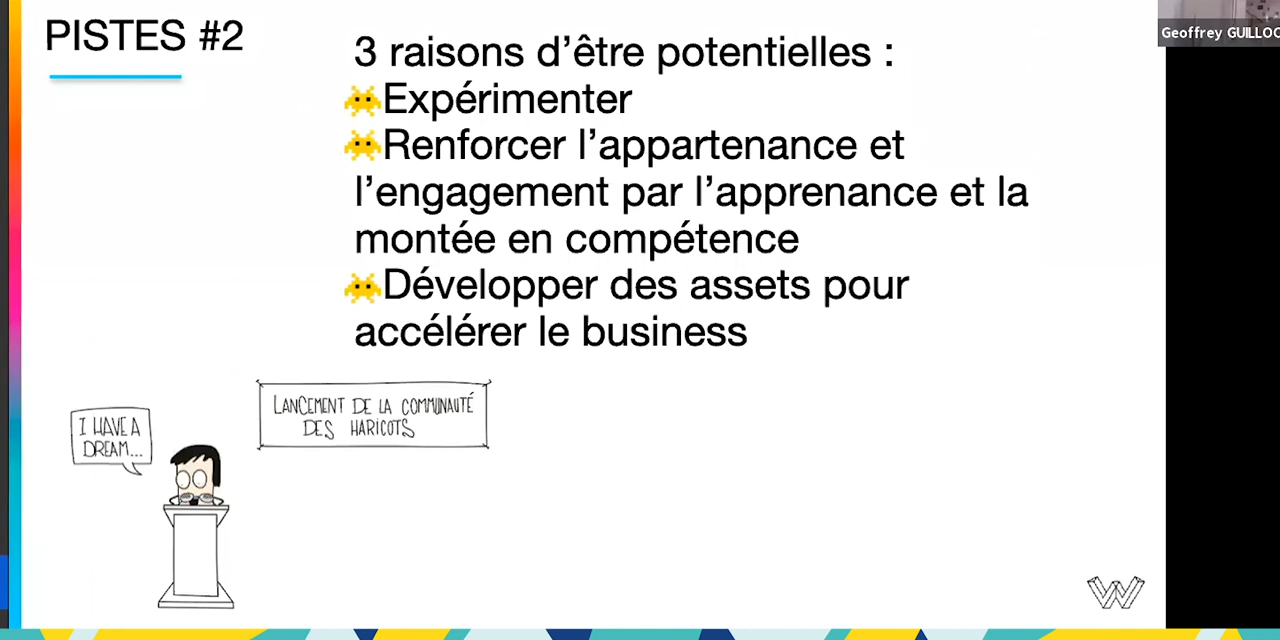 PISTES #2
3 raisons d’être potentielles :
Expérimenter
Renforcer l’appartenance et
l’engagement par l’apprenance et la
montée en compétence
Développer des assets pour
accélérer le business
LANCEMENT DE LA COMMUNAUTÉ
DES HARICOTS
I HAVE A
DREAM...
Geoffrey GUILLOC
W